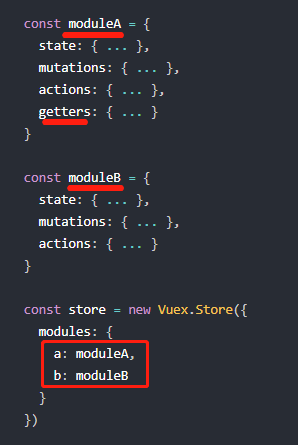 const moduleA = {
  state: { ... },
  mutations: { ... },
  actions: { ... },
  getters: { ... }
}
const moduleB = {
  state: { ... },
  mutations: { ... },
  actions: { ... }
}
const store = new Vuex.Store({
  modules: {
    a: moduleA,
    b: moduleB
  }
})